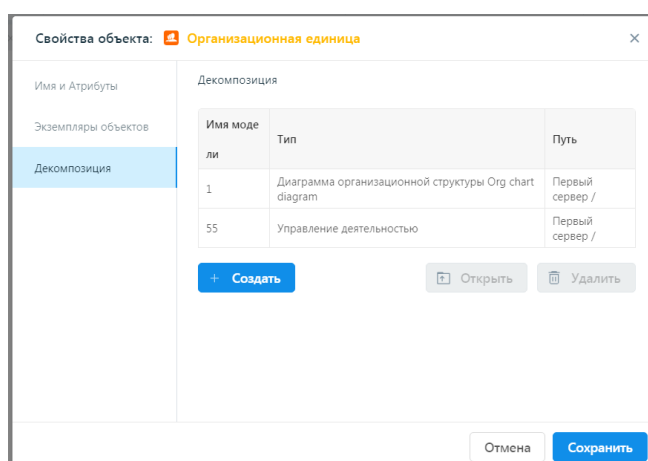 Свойства объекта: Организационная единица
Имя и Атрибуты
Экземпляры объектов
Декомпозиция
Декомпозиция
Имя моде
ли
Тип
Путь
1
Диаграмма организационной структуры Org chart
diagram
Первый
сервер /
55
Управление деятельностью
Первый
сервер /
+ Создать
Открыть
Удалить
Отмена
Сохранить